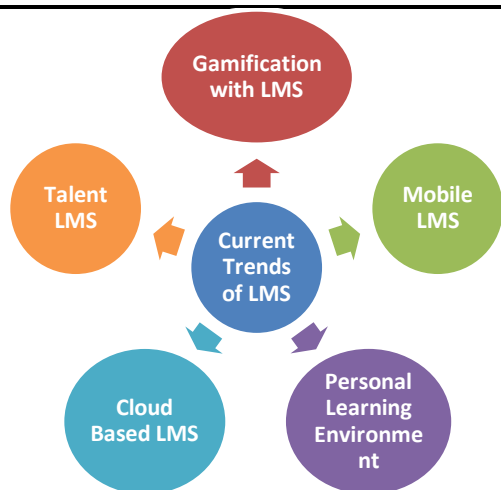 Gamification
with LMS
Talent
LMS
Mobile
LMS
Current
Trends
of LMS
Cloud
Based LMS
Personal
Learning
Environme
nt